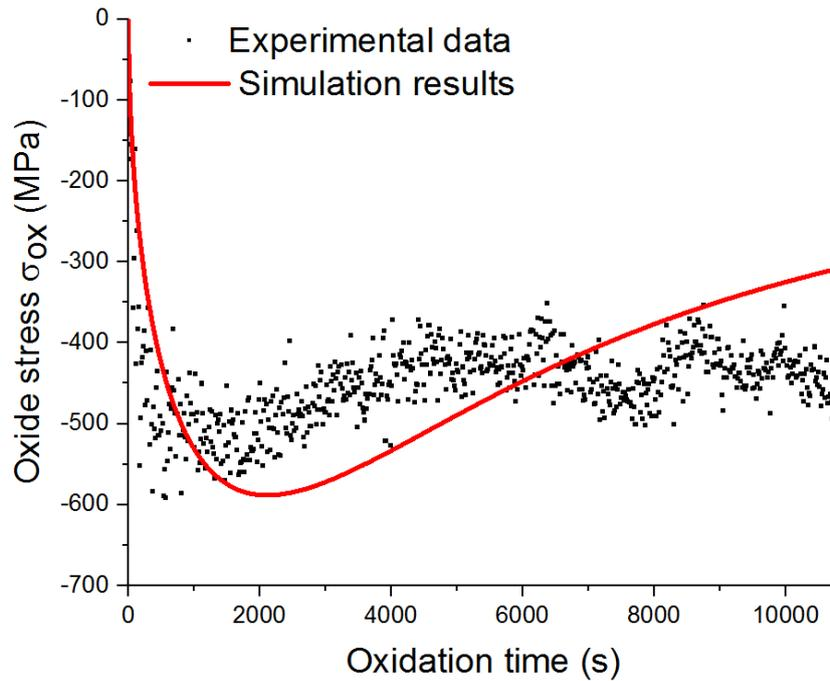 0
-100
-200
-300
-400
-500
-600
-700
Oxide stress σox (MPa)
Experimental data
Simulation results
0 2000 4000 6000 8000 10000
Oxidation time (s)